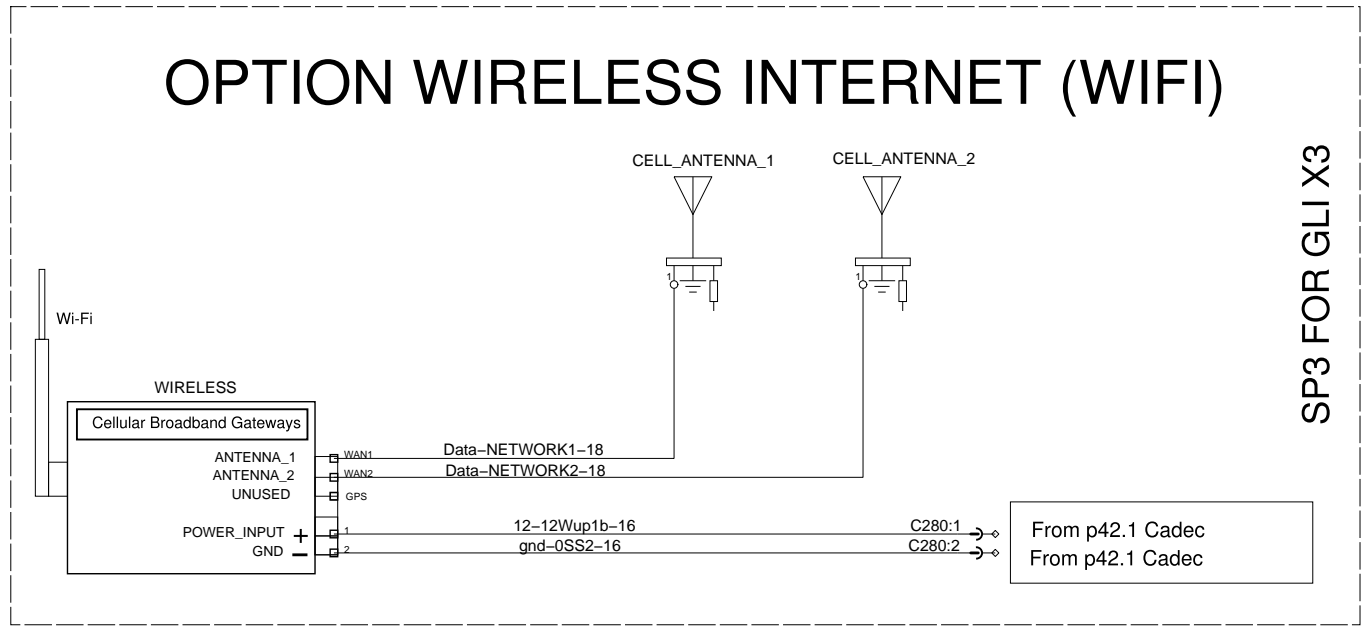 OPTION WIRELESS INTERNET (WIFI)
SP3 FOR GLI X3
CELL_ANTENNA_1
CELL_ANTENNA_2
1
1
Wi-Fi
WIRELESS
Cellular Broadband Gateways
ANTENNA_1 WAN1 Data–NETWORK1–18
ANTENNA_2 WAN2 Data–NETWORK2–18
UNUSED GPS
POWER_INPUT + 1 12–12Wup1b–16 C280:1 From p42.1 Cadec
GND – 2 gnd–0SS2–16 C280:2 From p42.1 Cadec